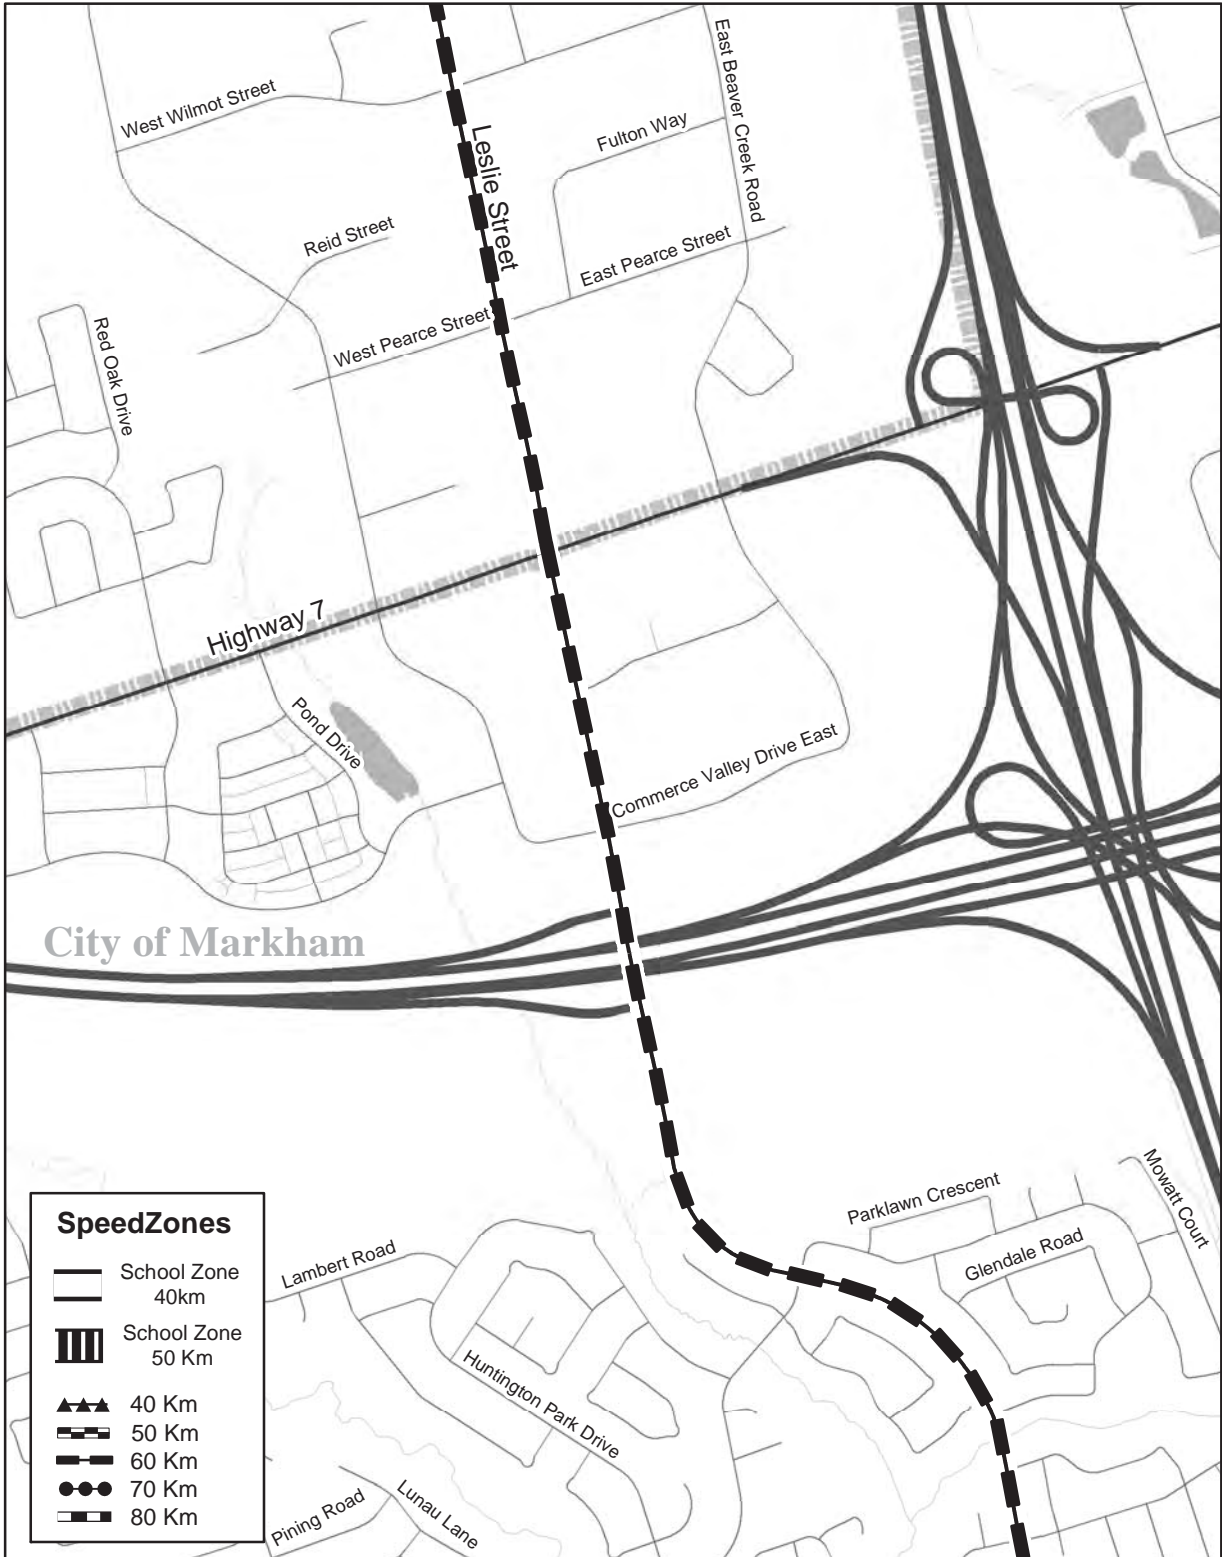 West Wilmot Street
Leslie Street
East Beaver Creek Road
Fulton Way
Reid Street
East Pearce Street
West Pearce Street
Red Oak Drive
Highway 7
Pond Drive
Commerce Valley Drive East
City of Markham
Mowatt Court
Parklawn Crescent
Glendale Road
Lambert Road
Huntington Park Drive
Lunau Lane
Pining Road
SpeedZones
School Zone
40km
School Zone
50 Km
40 Km
50 Km
60 Km
70 Km
80 Km